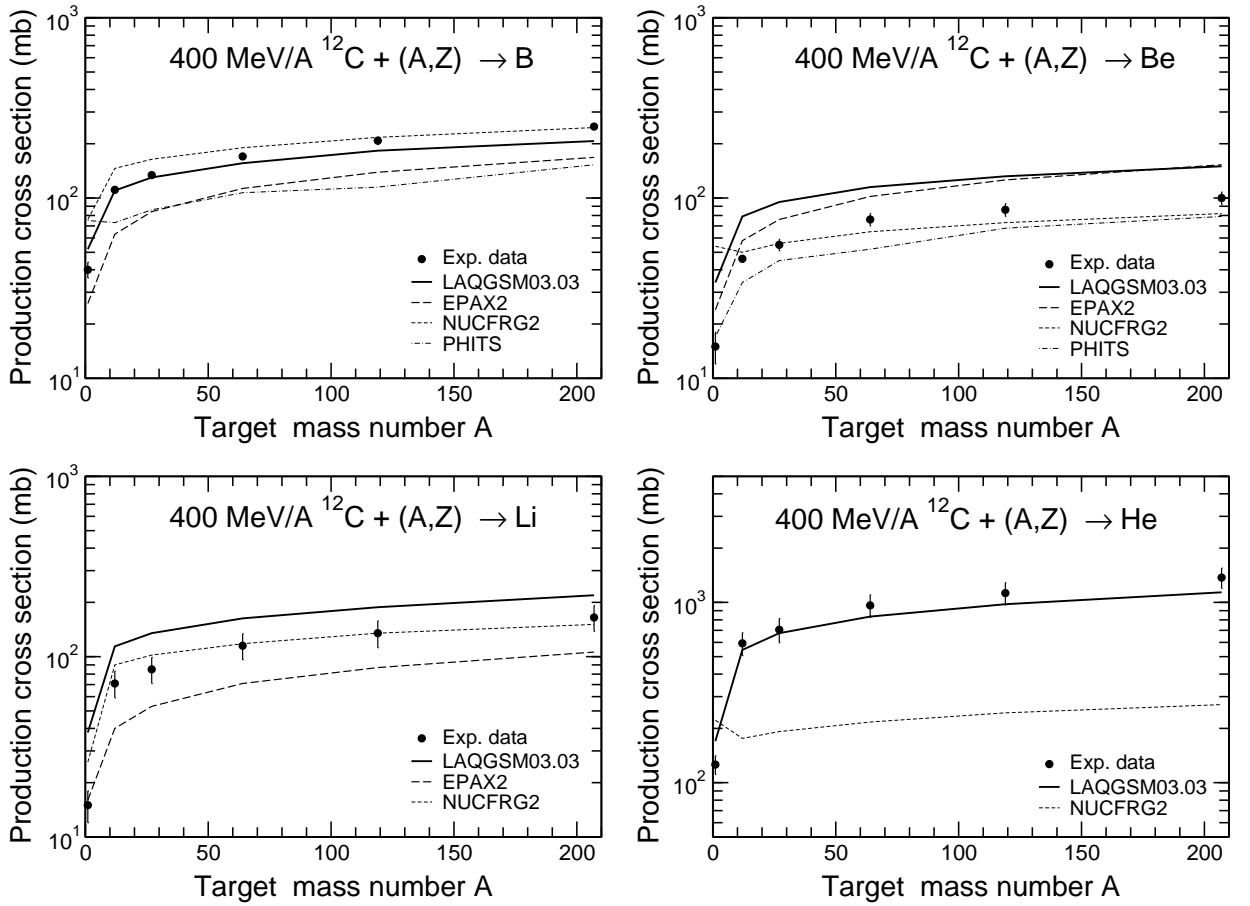 400 MeV/A ¹²C + (A,Z) → B
Production cross section (mb)
10³
10²
10¹
Exp. data
LAQGSM03.03
EPAX2
NUCFRG2
PHITS
0 50 100 150 200
Target mass number A
400 MeV/A ¹²C + (A,Z) → Be
Production cross section (mb)
10³
10²
10¹
Exp. data
LAQGSM03.03
EPAX2
NUCFRG2
PHITS
0 50 100 150 200
Target mass number A
400 MeV/A ¹²C + (A,Z) → Li
Production cross section (mb)
10³
10²
10¹
Exp. data
LAQGSM03.03
EPAX2
NUCFRG2
0 50 100 150 200
Target mass number A
400 MeV/A ¹²C + (A,Z) → He
Production cross section (mb)
10³
10²
Exp. data
LAQGSM03.03
NUCFRG2
0 50 100 150 200
Target mass number A